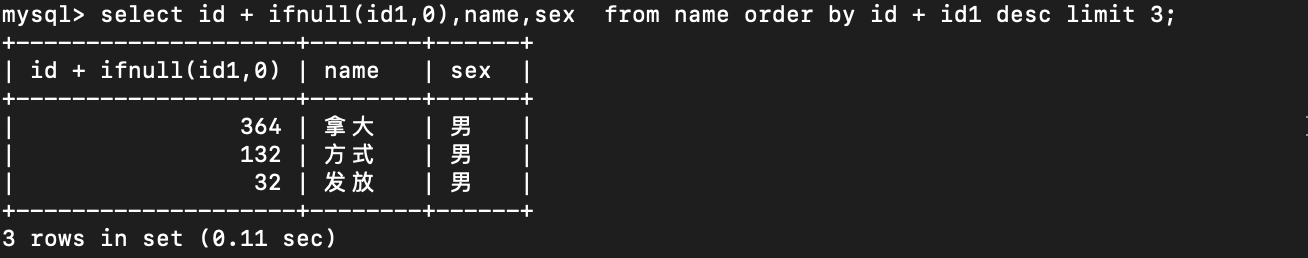 mysql> select id + ifnull(id1,0),name,sex  from name order by id + id1 desc limit 3;
+--------------------+--------+------+
| id + ifnull(id1,0) | name   | sex  |
+--------------------+--------+------+
|                364 | 拿大   | 男   |
|                132 | 方式   | 男   |
|                 32 | 发放   | 男   |
+--------------------+--------+------+
3 rows in set (0.11 sec)